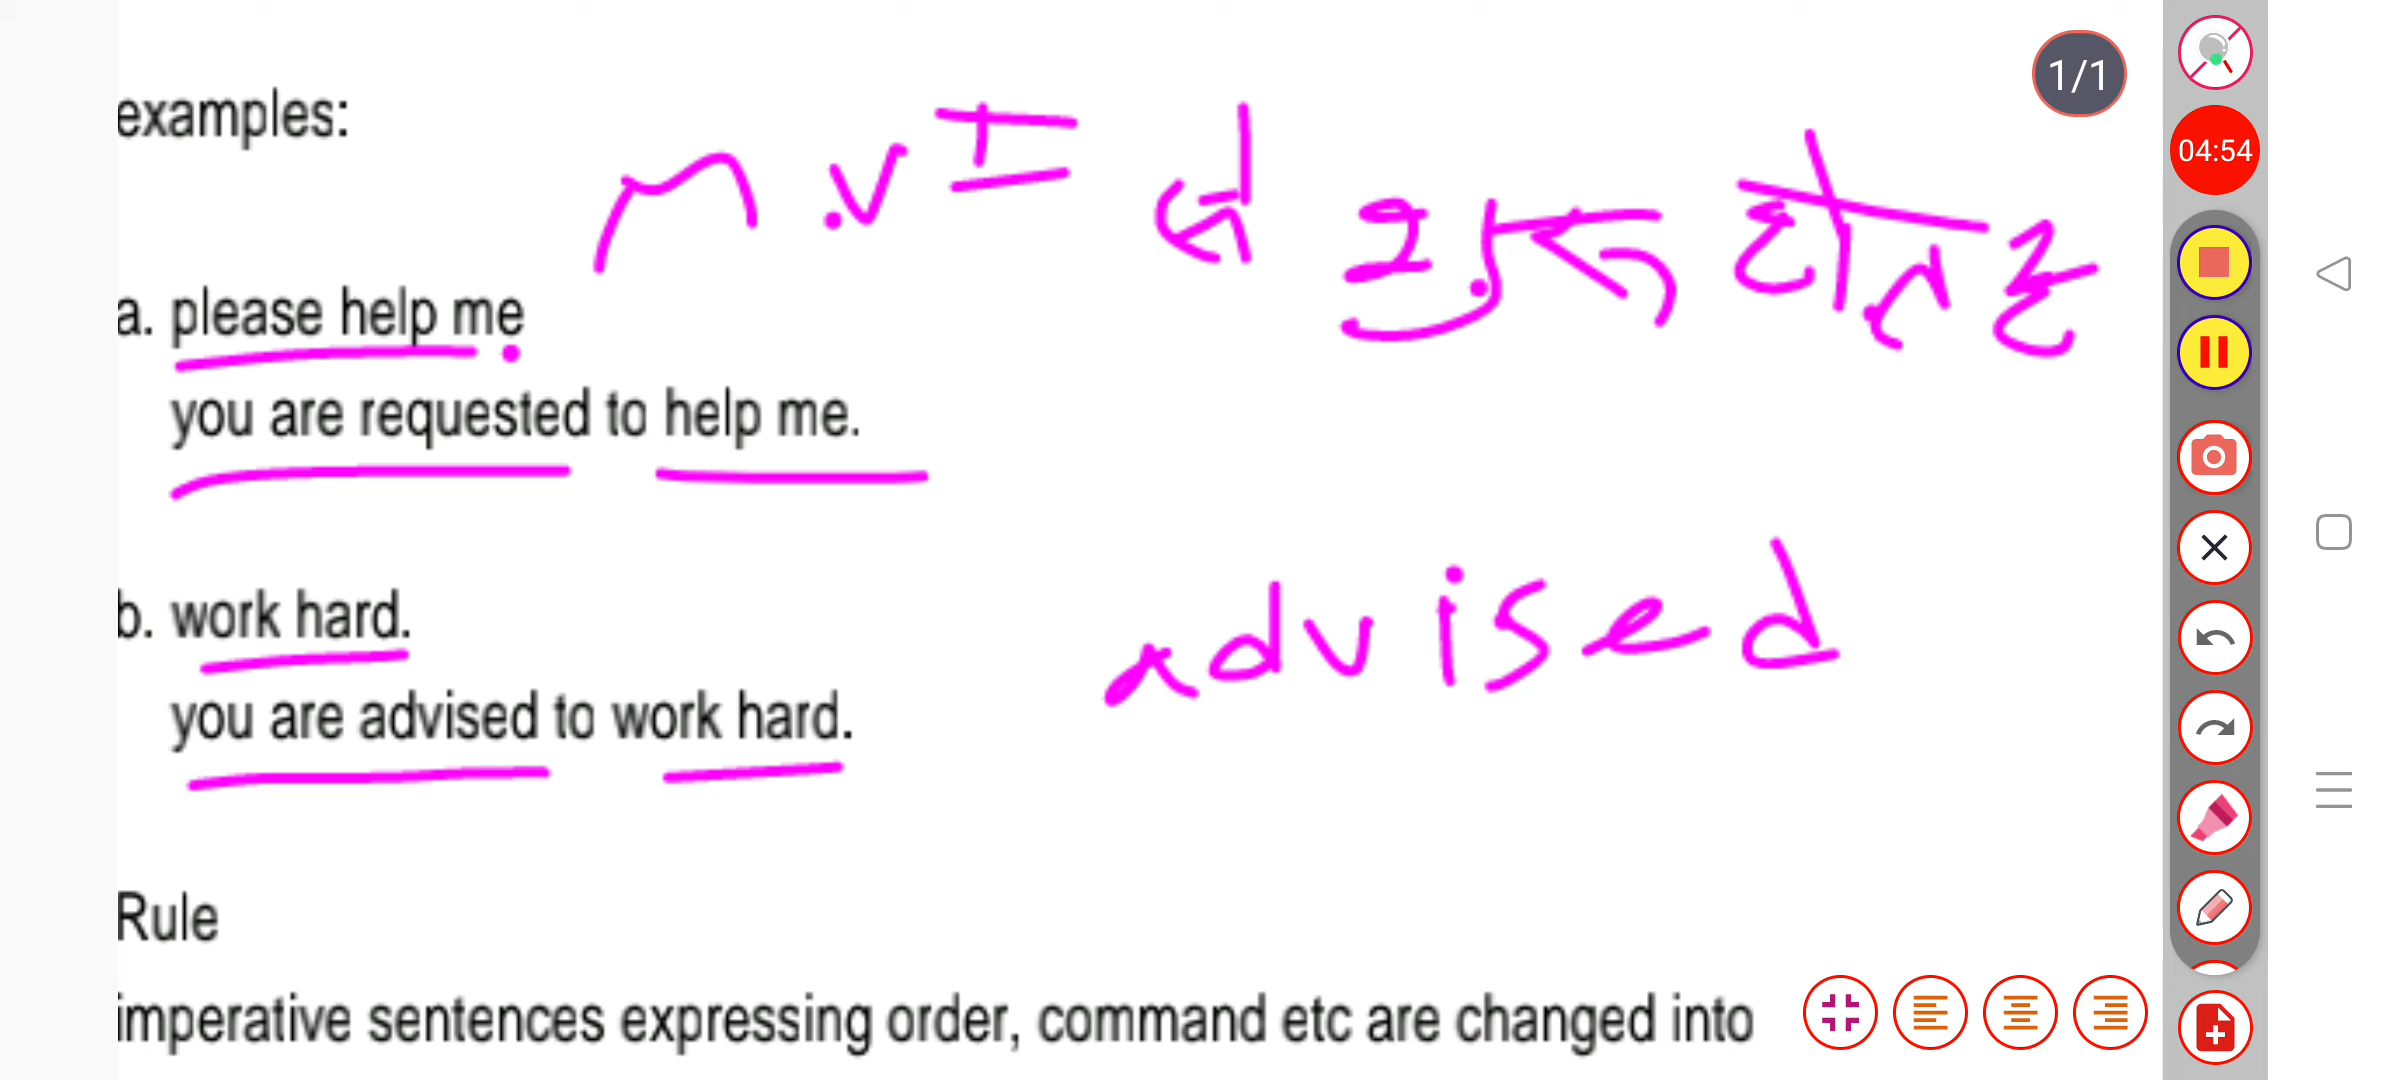 examples:
1/1
M.V I से शुरू होता है
04:54
a. please help me
you are requested to help me.
b. work hard.
advised
you are advised to work hard.
Rule
imperative sentences expressing order, command etc are changed into